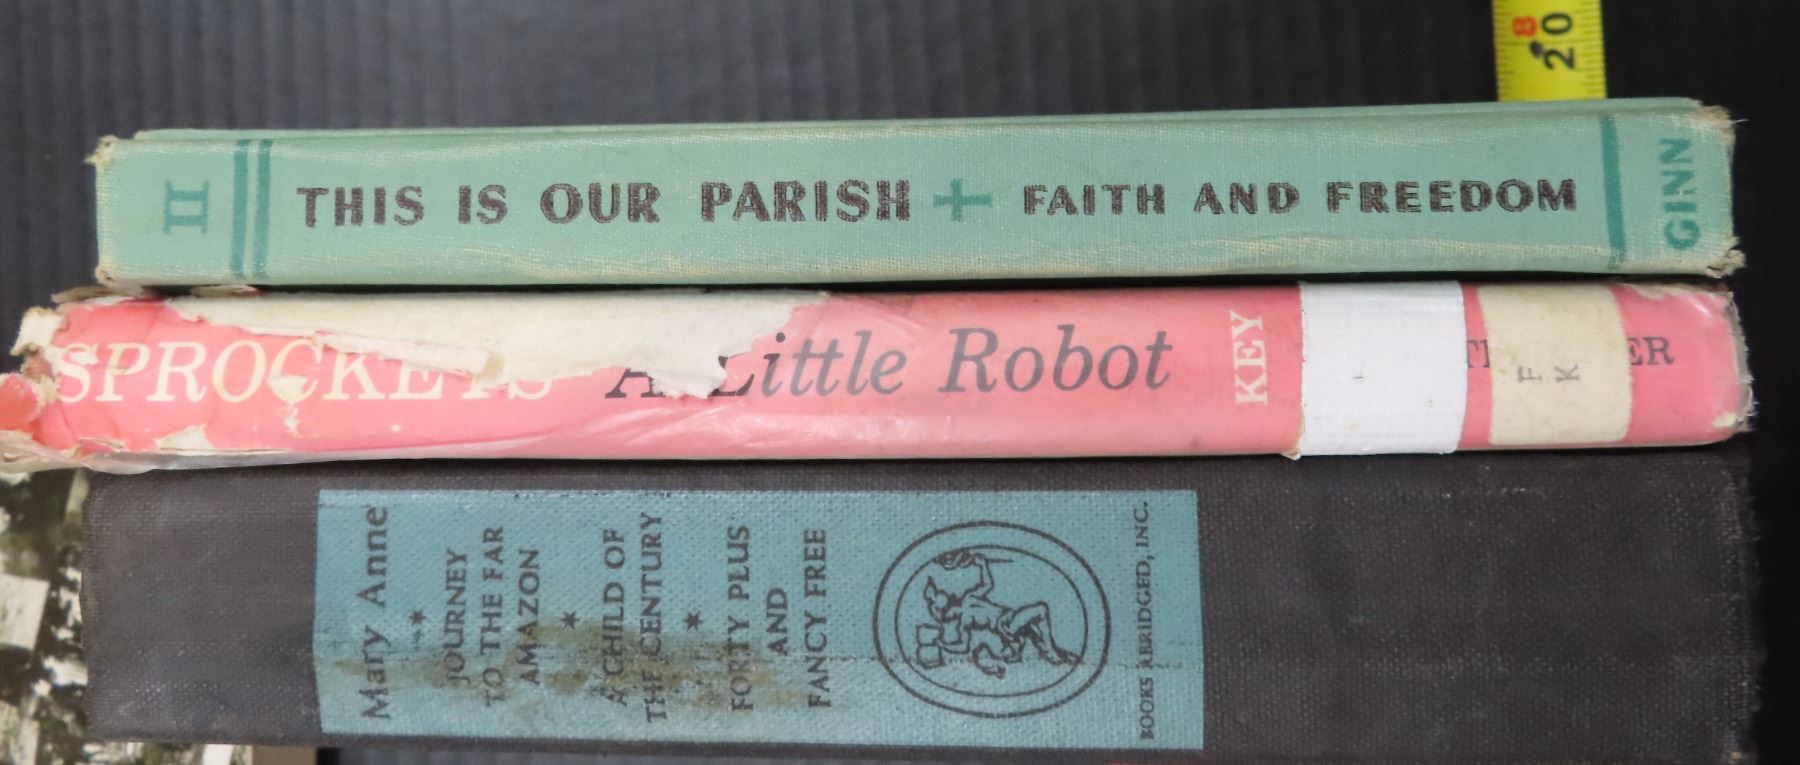 8
20
II THIS IS OUR PARISH FAITH AND FREEDOM GINN
SPROCKETS A Little Robot KEY
F
K
Mary Anne
JOURNEY
TO THE FAR
AMAZON
A CHILD OF
THE CENTURY
FORTY PLUS
AND
FANCY FREE
BOOKS ABRIDGED, INC.